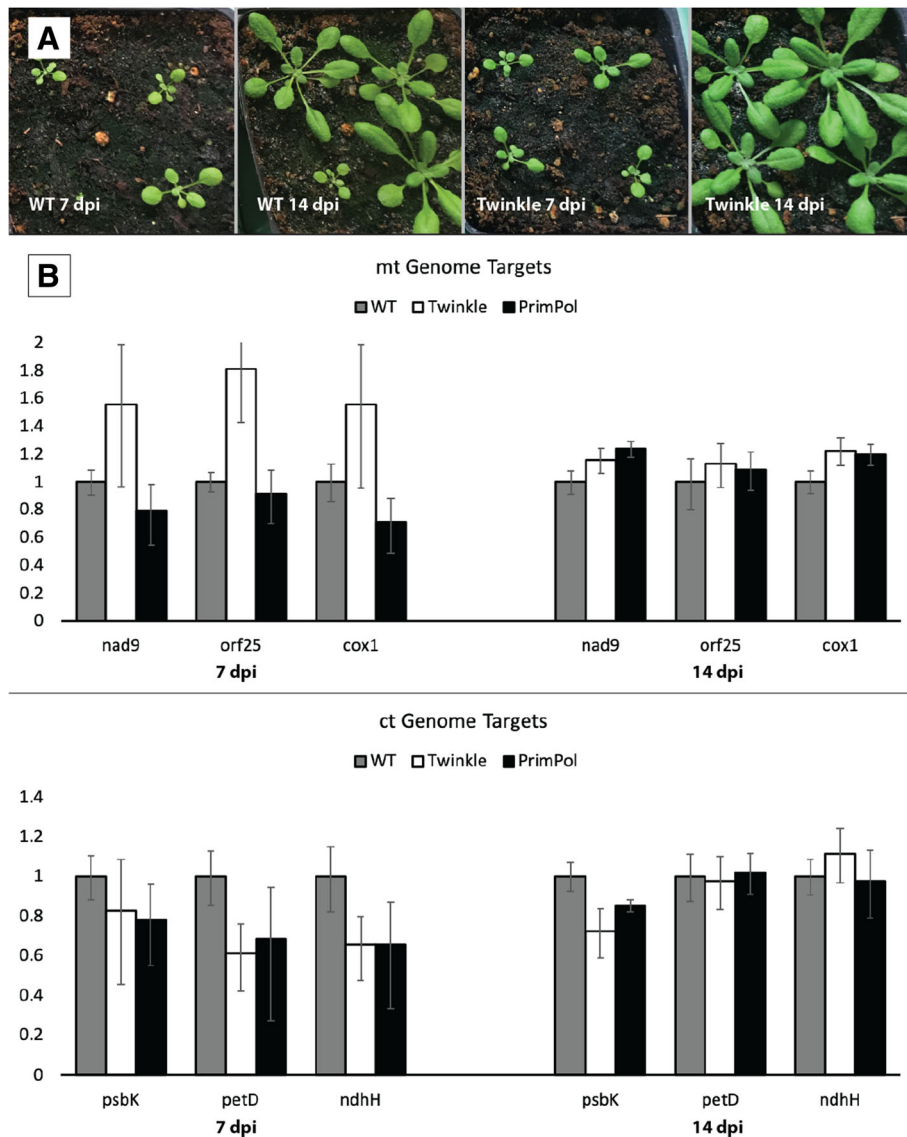 A
WT 7 dpi WT 14 dpi Twinkle 7 dpi Twinkle 14 dpi
B
mt Genome Targets
WT Twinkle PrimPol
2
1.8
1.6
1.4
1.2
1
0.8
0.6
0.4
0.2
0
nad9 orf25 cox1 nad9 orf25 cox1
7 dpi 14 dpi
ct Genome Targets
WT Twinkle PrimPol
1.4
1.2
1
0.8
0.6
0.4
0.2
0
psbK petD ndhH psbK petD ndhH
7 dpi 14 dpi